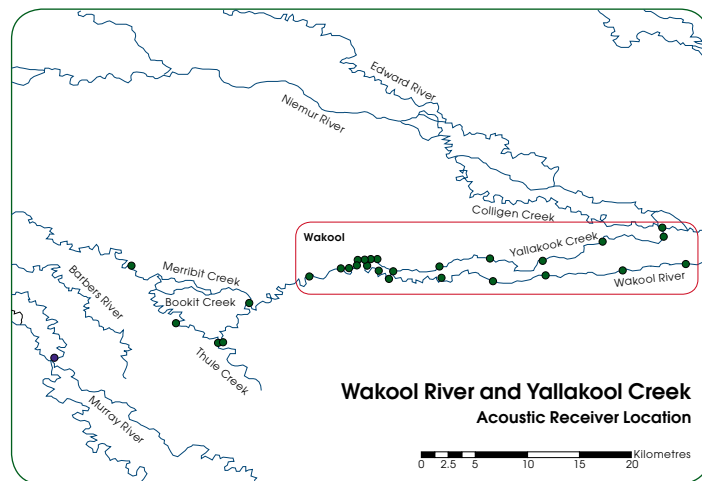 Edward River
Niemur River
Colligen Creek
Wakool
Yallakook Creek
Wakool River
Merribit Creek
Barbers River
Bookit Creek
Thule Creek
Murray River
Wakool River and Yallakool Creek
Acoustic Receiver Location
Kilometres
0 2.5 5 10 15 20